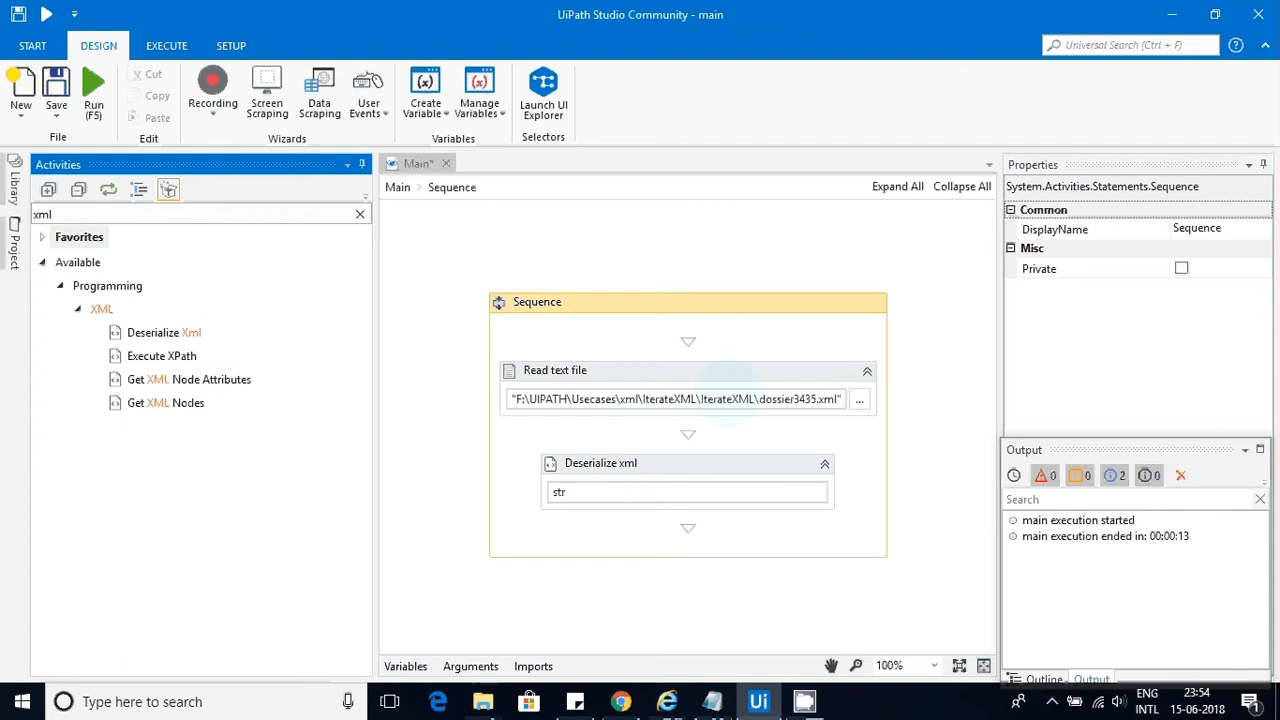 UiPath Studio Community - main
START DESIGN EXECUTE SETUP
Universal Search (Ctrl + F)
New
Save
Run
(F5)
Cut
Copy
Paste
Recording
Screen
Scraping
Data
Scraping
User
Events
Create
Variable
Manage
Variables
Launch UI
Explorer
File Edit Wizards Variables Selectors
Library
Project
Activities
xml
Favorites
Available
Programming
XML
Deserialize Xml
Execute XPath
Get XML Node Attributes
Get XML Nodes
Main*
Main > Sequence
Expand All Collapse All
Sequence
Read text file
"F:\UIPATH\Usecases\xml\IterateXML\IterateXML\dossier3435.xml"
...
Deserialize xml
str
Variables Arguments Imports
100%
Properties
System.Activities.Statements.Sequence
Common
DisplayName Sequence
Misc
Private
Output
0 0 2 0
Search
main execution started
main execution ended in: 00:00:13
Outline Output
Type here to search
Ui
ENG
INTL
23:54
15-06-2018
1